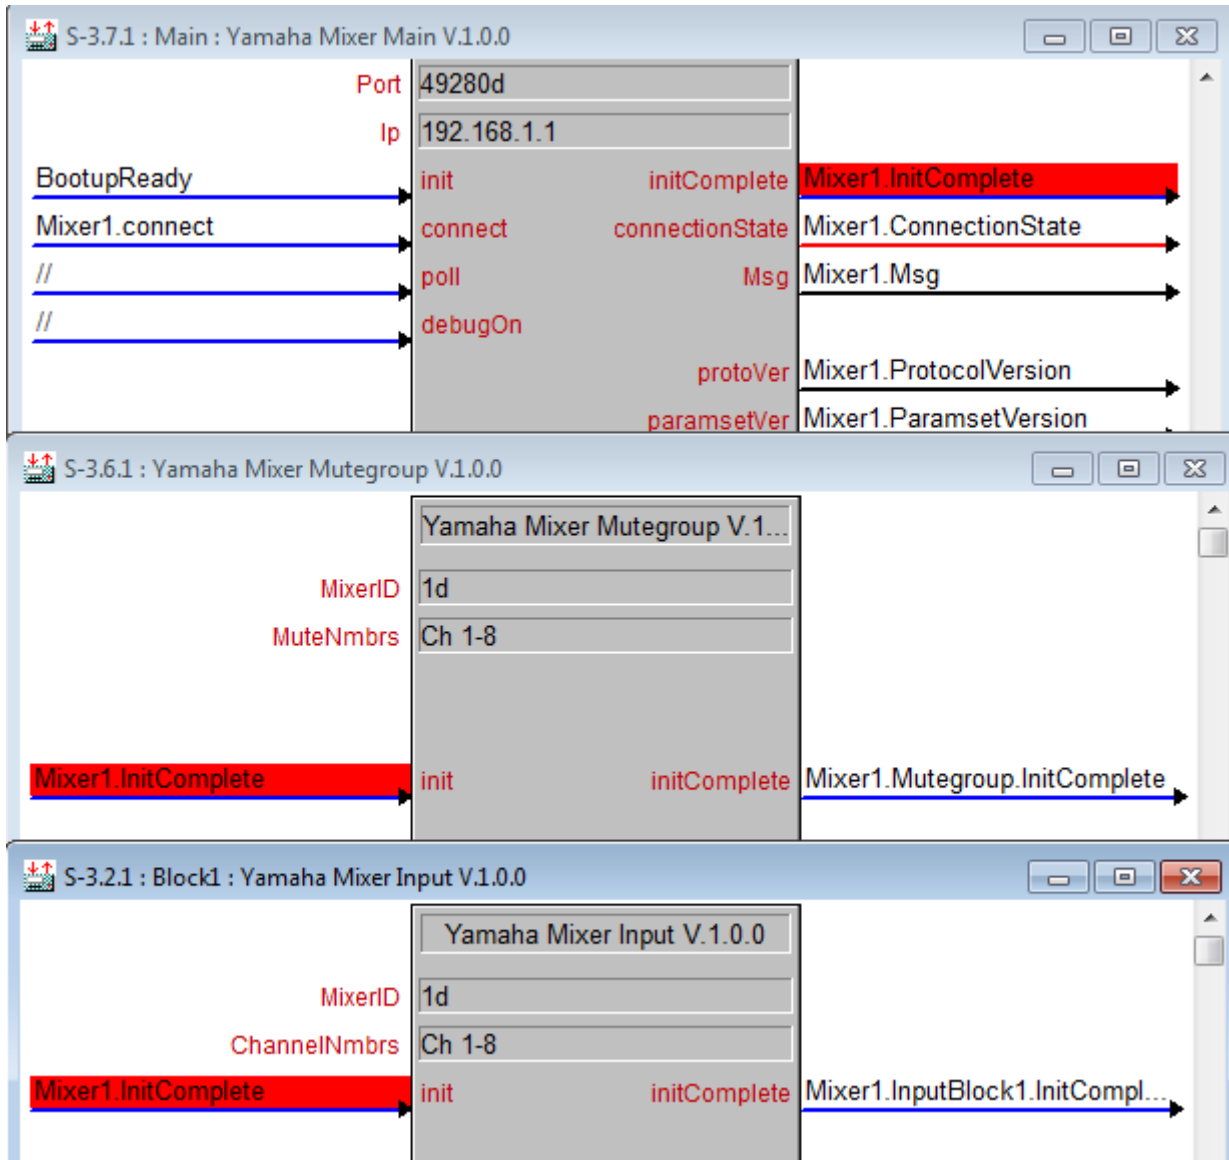 S-3.7.1 : Main : Yamaha Mixer Main V.1.0.0
Port 49280d
Ip 192.168.1.1
BootupReady init initComplete Mixer1.InitComplete
Mixer1.connect connect connectionState Mixer1.ConnectionState
// poll Msg Mixer1.Msg
// debugOn
protoVer Mixer1.ProtocolVersion
paramsetVer Mixer1.ParamsetVersion
S-3.6.1 : Yamaha Mixer Mutegroup V.1.0.0
Yamaha Mixer Mutegroup V.1...
MixerID 1d
MuteNmbrs Ch 1-8
Mixer1.InitComplete init initComplete Mixer1.Mutegroup.InitComplete
S-3.2.1 : Block1 : Yamaha Mixer Input V.1.0.0
Yamaha Mixer Input V.1.0.0
MixerID 1d
ChannelNmbrs Ch 1-8
Mixer1.InitComplete init initComplete Mixer1.InputBlock1.InitCompl...